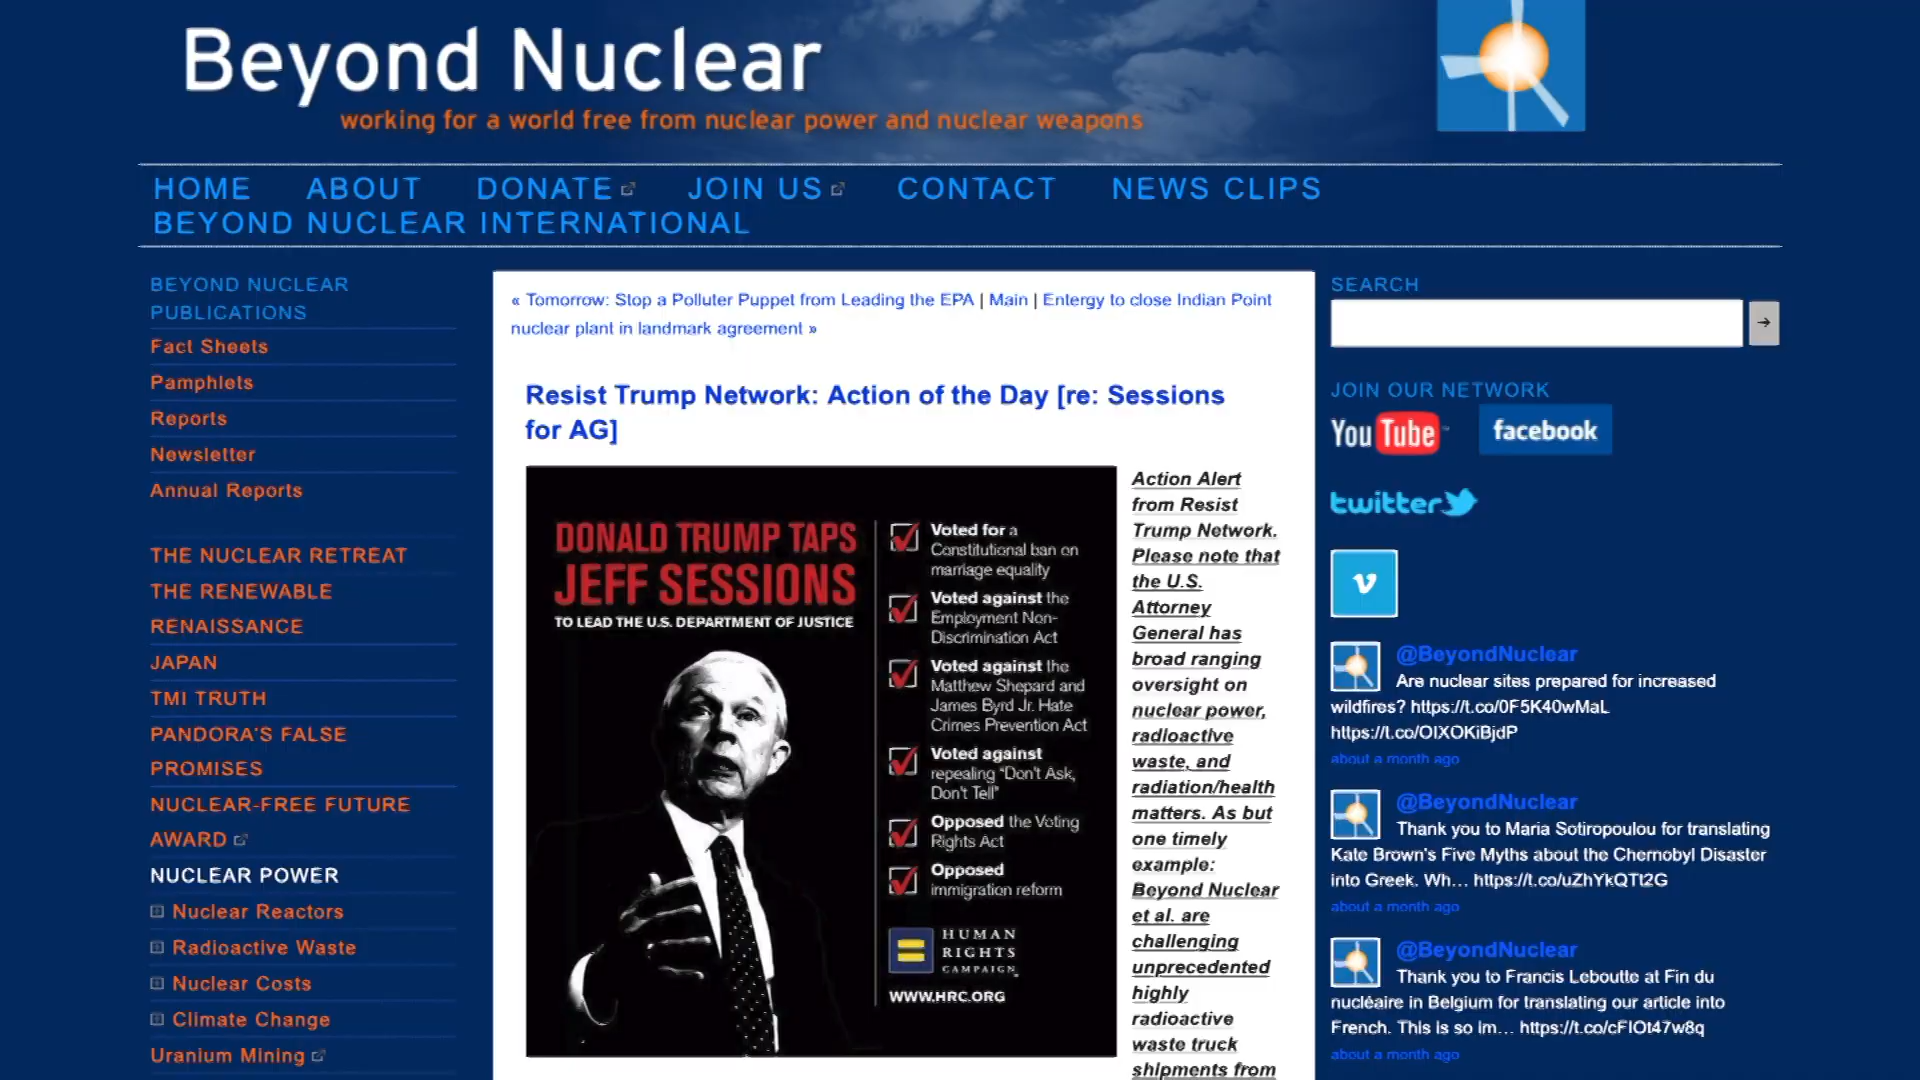 Beyond Nuclear
working for a world free from nuclear power and nuclear weapons
HOME ABOUT DONATE JOIN US CONTACT NEWS CLIPS
BEYOND NUCLEAR INTERNATIONAL
BEYOND NUCLEAR
PUBLICATIONS
Fact Sheets
Pamphlets
Reports
Newsletter
Annual Reports
THE NUCLEAR RETREAT
THE RENEWABLE
RENAISSANCE
JAPAN
TMI TRUTH
PANDORA'S FALSE
PROMISES
NUCLEAR-FREE FUTURE
AWARD
NUCLEAR POWER
Nuclear Reactors
Radioactive Waste
Nuclear Costs
Climate Change
Uranium Mining
« Tomorrow: Stop a Polluter Puppet from Leading the EPA | Main | Entergy to close Indian Point
nuclear plant in landmark agreement »
Resist Trump Network: Action of the Day [re: Sessions
for AG]
DONALD TRUMP TAPS
JEFF SESSIONS
TO LEAD THE U.S. DEPARTMENT OF JUSTICE
Voted for a
Constitutional ban on
marriage equality
Voted against the
Employment Non-
Discrimination Act
Voted against the
Matthew Shepard and
James Byrd Jr. Hate
Crimes Prevention Act
Voted against
repealing "Don't Ask,
Don't Tell"
Opposed the Voting
Rights Act
Opposed
immigration reform
HUMAN
RIGHTS
CAMPAIGN
WWW.HRC.ORG
Action Alert
from Resist
Trump Network.
Please note that
the U.S.
Attorney
General has
broad ranging
oversight on
nuclear power,
radioactive
waste, and
radiation/health
matters. As but
one timely
example:
Beyond Nuclear
et al. are
challenging
unprecedented
highly
radioactive
waste truck
shipments from
SEARCH
JOIN OUR NETWORK
YouTube facebook
twitter
@BeyondNuclear
Are nuclear sites prepared for increased
wildfires? https://t.co/0F5K40wMaL
https://t.co/OIXOKiBjdP
about a month ago
@BeyondNuclear
Thank you to Maria Sotiropoulou for translating
Kate Brown's Five Myths about the Chernobyl Disaster
into Greek. Wh... https://t.co/uZhYkQTt2G
about a month ago
@BeyondNuclear
Thank you to Francis Leboutte at Fin du
nucléaire in Belgium for translating our article into
French. This is so im... https://t.co/cFIOt47w8q
about a month ago